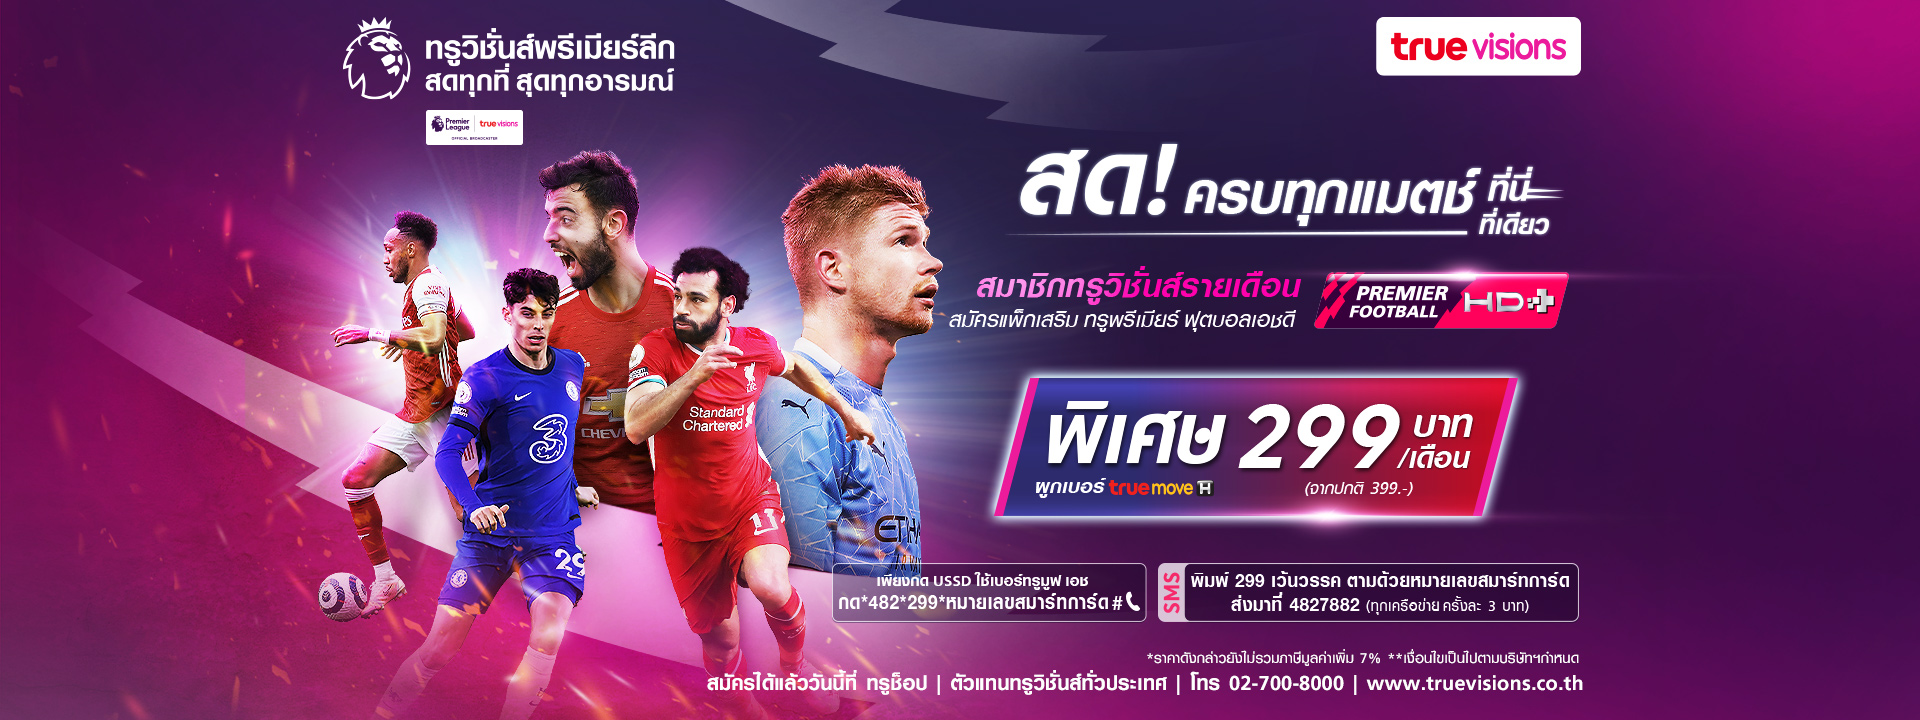 ทรูวิชั่นส์พรีเมียร์ลีก
สดทุกที่ สุดทุกอารมณ์
Premier League
true visions
OFFICIAL BROADCASTER
true visions
สด! ครบทุกแมตช์ ที่นี่
ที่เดียว
สมาชิกทรูวิชั่นส์รายเดือน
สมัครแพ็กเสริม ทรูพรีเมียร์ ฟุตบอลเอชดี
PREMIER
FOOTBALL
HD+
พิเศษ 299 บาท
/เดือน
ผูกเบอร์ truemove H
(จากปกติ 399.-)
Standard
Chartered
3
CHEV
11
29
เพียงกด USSD ใช้เบอร์ทรูมูฟ เอช
กด*482*299*หมายเลขสมาร์ทการ์ด #
SMS
พิมพ์ 299 เว้นวรรค ตามด้วยหมายเลขสมาร์ทการ์ด
ส่งมาที่ 4827882 (ทุกเครือข่าย ครั้งละ 3 บาท)
*ราคาดังกล่าวยังไม่รวมภาษีมูลค่าเพิ่ม 7% **เงื่อนไขเป็นไปตามบริษัทฯกำหนด
สมัครได้แล้ววันนี้ที่ ทรูช็อป | ตัวแทนทรูวิชั่นส์ทั่วประเทศ | โทร 02-700-8000 | www.truevisions.co.th